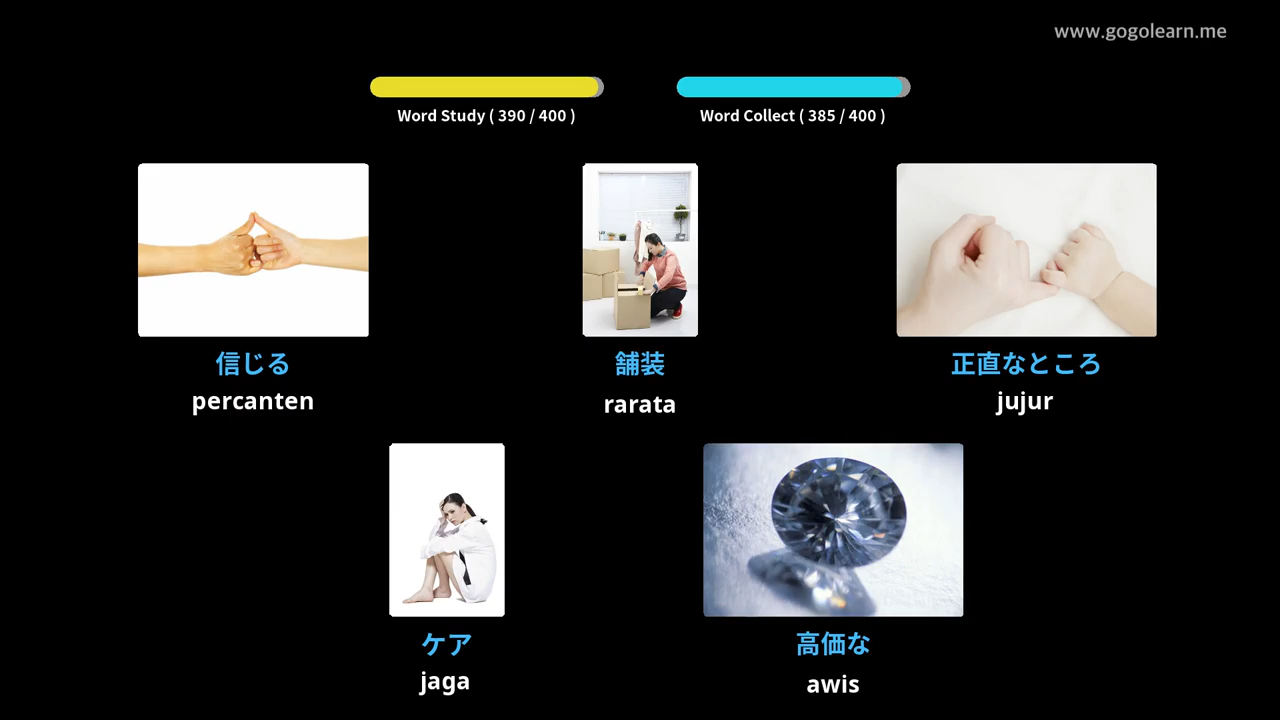 www.gogolearn.me
Word Study ( 390 / 400 )
Word Collect ( 385 / 400 )
信じる
percanten
舗装
rarata
正直なところ
jujur
ケア
jaga
高価な
awis